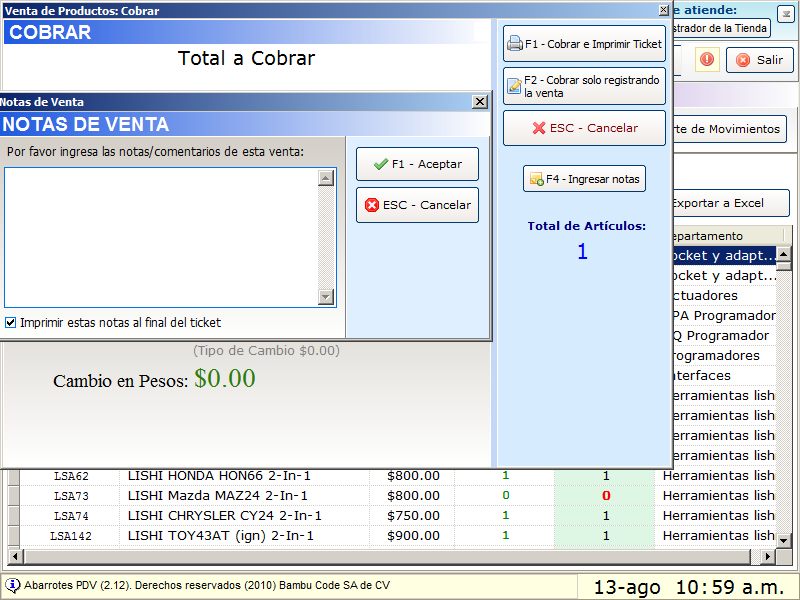 Venta de Productos: Cobrar
COBRAR
Total a Cobrar
F1 - Cobrar e Imprimir Ticket
F2 - Cobrar solo registrando
la venta
ESC - Cancelar
F4 - Ingresar notas
Total de Artículos:
1
Notas de Venta
NOTAS DE VENTA
Por favor ingresa las notas/comentarios de esta venta:
F1 - Aceptar
ESC - Cancelar
Imprimir estas notas al final del ticket
(Tipo de Cambio $0.00)
Cambio en Pesos: $0.00
e atiende:
strador de la Tienda
Salir
rte de Movimientos
Exportar a Excel
epartamento
ocket y adapt...
ocket y adapt...
ctuadores
PA Programador
Q Programador
rogramadores
nterfaces
erramientas lish
erramientas lish
erramientas lish
erramientas lish
LSA62 LISHI HONDA HON66 2-In-1 $800.00 1 1 Herramientas lish
LSA73 LISHI Mazda MAZ24 2-In-1 $800.00 0 0 Herramientas lish
LSA74 LISHI CHRYSLER CY24 2-In-1 $750.00 1 1 Herramientas lish
LSA142 LISHI TOY43AT (ign) 2-In-1 $900.00 1 1 Herramientas lish
Abarrotes PDV (2.12). Derechos reservados (2010) Bambu Code SA de CV
13-ago 10:59 a.m.